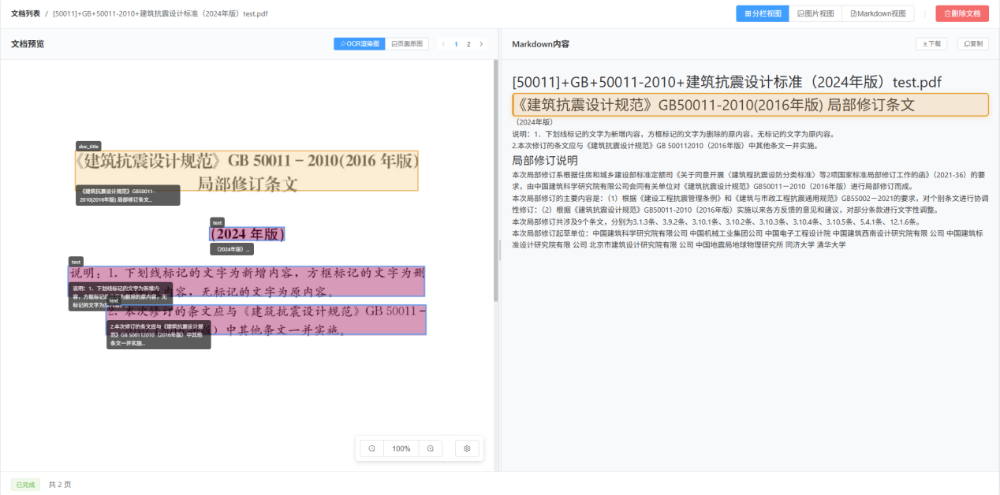 文档列表 / [50011]+GB+50011-2010+建筑抗震设计标准（2024年版）test.pdf
分栏视图 图片视图 Markdown视图 删除文档
文档预览
OCR渲染图 页面原图 1 2
doc_title
《建筑抗震设计规范》GB 50011－2010(2016 年版)
局部修订条文
《建筑抗震设计规范》GB50011-
2010(2016年版) 局部修订条文...
text
(2024 年版)
（2024年版）...
text
说明：1. 下划线标记的文字为新增内容，方框标记的文字为删
内容，无标记的文字为原内容。
说明：1、下划线标记的文字为新增内
容，方框标记的文字为删除的原内容，无
标记的文字为
text
2. 本次修订的条文应与《建筑抗震设计规范》GB 50011－
）中其他条文一并实施。
2.本次修订的条文应与《建筑抗震设计规
范》GB 500112010（2016年版）中其他
条文一并实施...
100%
已完成 共 2 页
Markdown内容
下载 复制
[50011]+GB+50011-2010+建筑抗震设计标准（2024年版）test.pdf
《建筑抗震设计规范》GB50011-2010(2016年版) 局部修订条文
（2024年版）
说明：1．下划线标记的文字为新增内容，方框标记的文字为删除的原内容，无标记的文字为原内容。
2.本次修订的条文应与《建筑抗震设计规范》GB 500112010（2016年版）中其他条文一并实施。
局部修订说明
本次局部修订系根据住房和城乡建设部标准定额司《关于同意开展〈建筑工程抗震设防分类标准〉等2项国家标准局部修订工作的函》（2021-36）的要
求，由中国建筑科学研究院有限公司会同有关单位对《建筑抗震设计规范》GB50011－2010（2016年版）进行局部修订而成。
本次局部修订的主要内容是：（1）根据《建设工程抗震管理条例》和《建筑与市政工程抗震通用规范》GB55002－2021的要求，对个别条文进行协调
性修订：（2）根据《建筑抗震设计规范》GB50011-2010（2016年版）实施以来各方反馈的意见和建议，对部分条款进行文字性调整。
本次局部修订共涉及9个条文，分别为3.1.3条、3.9.2条、3.10.1条、3.10.2条、3.10.3条、3.10.4条、3.10.5条、5.4.1条、12.1.6条。
本次局部修订起草单位：中国建筑科学研究院有限公司 中国机械工业集团公司 中国电子工程设计院 中国建筑西南设计研究院有限 公司 中国建筑标
准设计研究院有限 公司 北京市建筑设计研究院有限 公司 中国地震局地球物理研究所 同济大学 清华大学